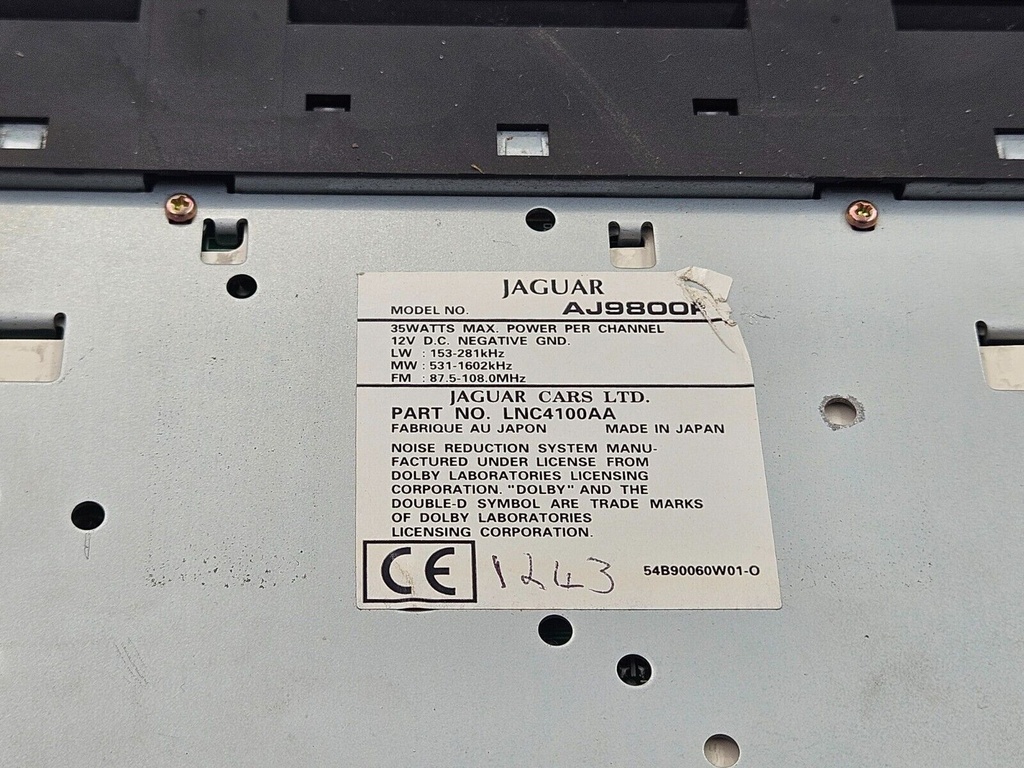 JAGUAR
MODEL NO. AJ9800R
35WATTS MAX. POWER PER CHANNEL
12V D.C. NEGATIVE GND.
LW : 153-281kHz
MW : 531-1602kHz
FM : 87.5-108.0MHz
JAGUAR CARS LTD.
PART NO. LNC4100AA
FABRIQUE AU JAPON MADE IN JAPAN
NOISE REDUCTION SYSTEM MANU-
FACTURED UNDER LICENSE FROM
DOLBY LABORATORIES LICENSING
CORPORATION. "DOLBY" AND THE
DOUBLE-D SYMBOL ARE TRADE MARKS
OF DOLBY LABORATORIES
LICENSING CORPORATION.
CE 1243 54B90060W01-O